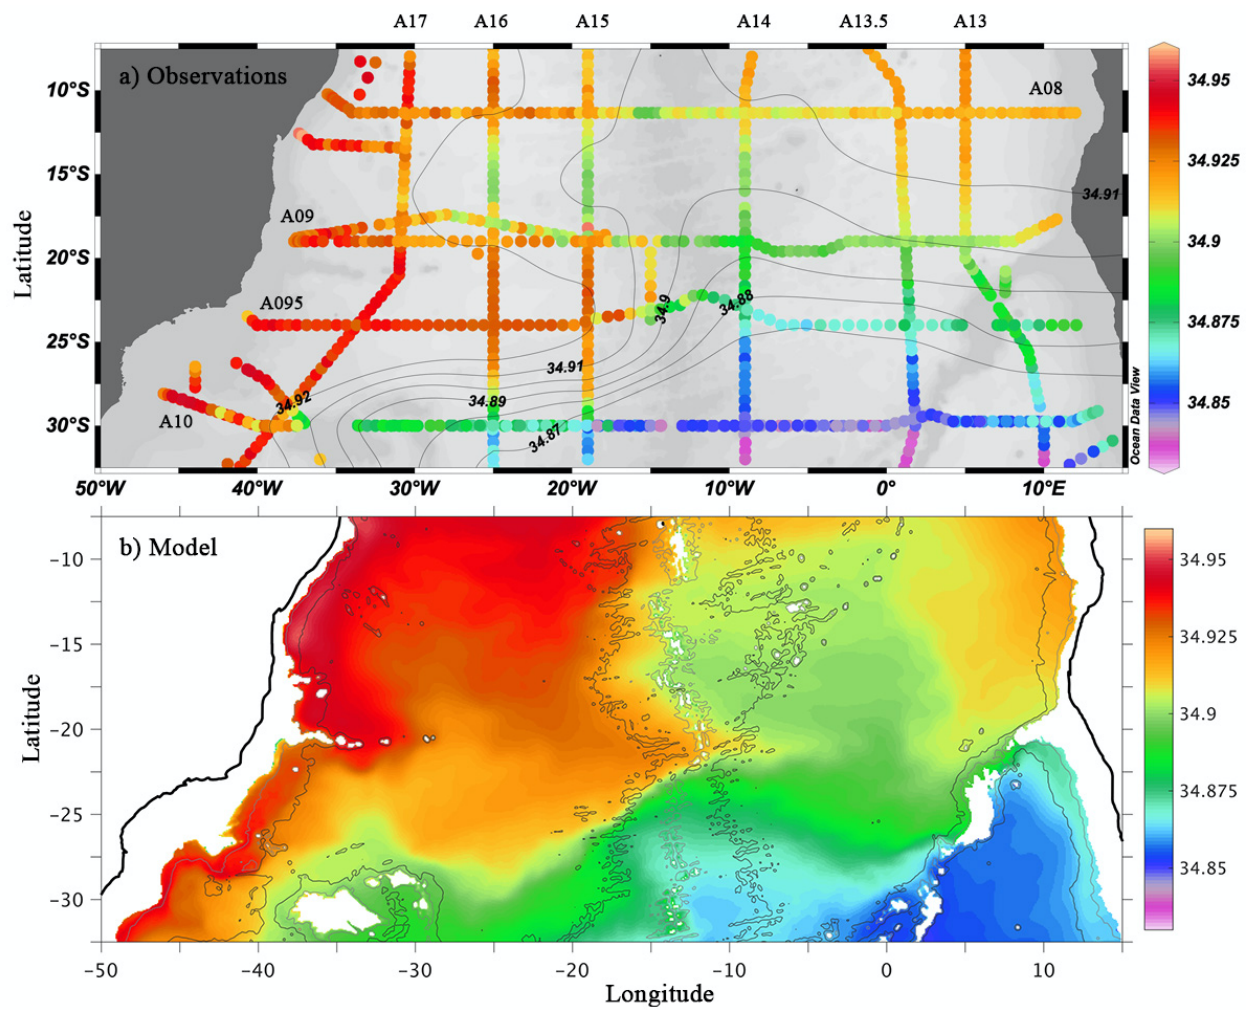 A17 A16 A15 A14 A13.5 A13
a) Observations
A08
A09
A095
A10
34.91
34.9
34.88
34.91
34.92
34.89
34.87
10°S
15°S
20°S
25°S
30°S
Latitude
50°W 40°W 30°W 20°W 10°W 0° 10°E
Ocean Data View
34.95
34.925
34.9
34.875
34.85
b) Model
−10
−15
−20
−25
−30
Latitude
−50 −40 −30 −20 −10 0 10
Longitude
34.95
34.925
34.9
34.875
34.85